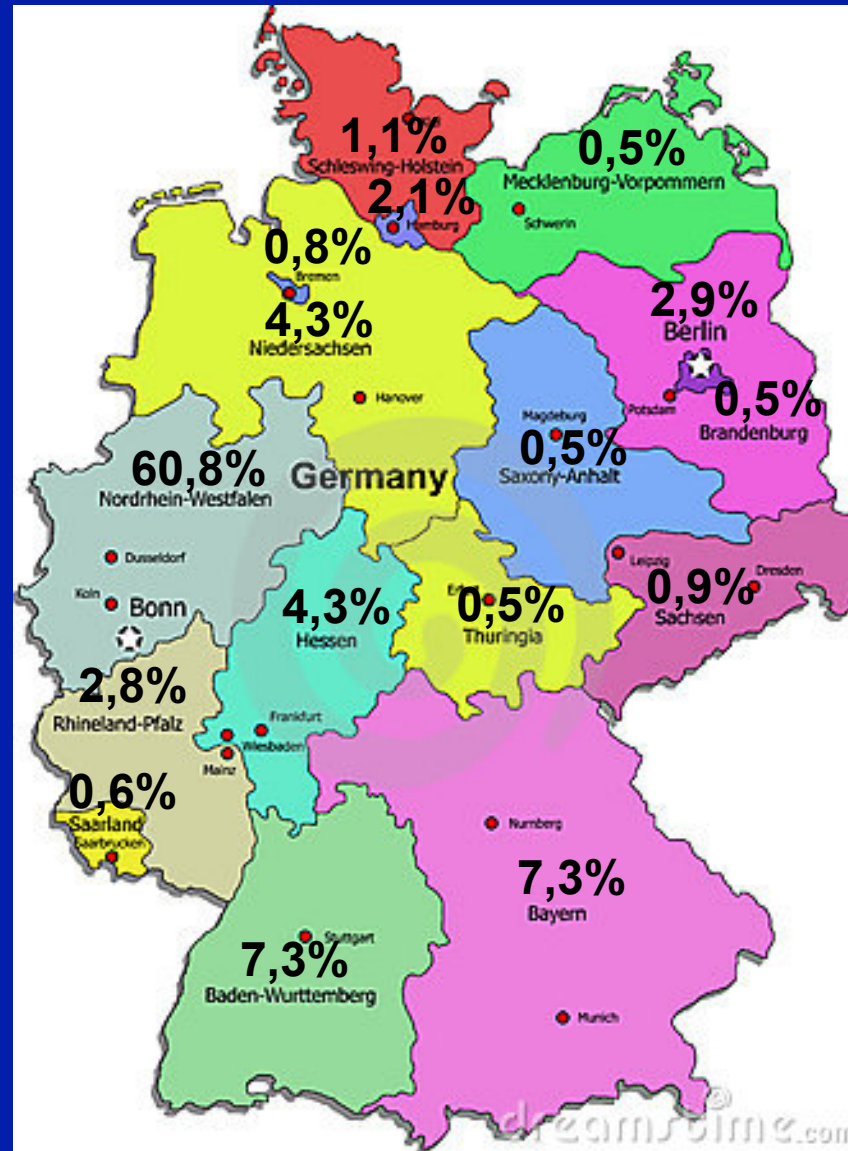 1,1%
Schleswing-Holstein
0,5%
Mecklenburg-Vorpommern
2,1%
Hamburg
Schwerin
0,8%
Bremen
4,3%
Niedersachsen
2,9%
Berlin
Hanover
Potsdam
0,5%
Brandenburg
Magdeburg
0,5%
Saxony-Anhalt
60,8%
Nordrhein-Westfalen
Germany
Dusseldorf
Koln
Bonn
Leipzig
Dresden
0,9%
Sachsen
4,3%
Hessen
0,5%
Thuringia
2,8%
Rhineland-Pfalz
Frankfurt
Wiesbaden
Mainz
0,6%
Saarland
Saarbrucken
Nurnberg
7,3%
Bayern
Stuttgart
7,3%
Baden-Wurttemberg
Munich
dreamstime.com